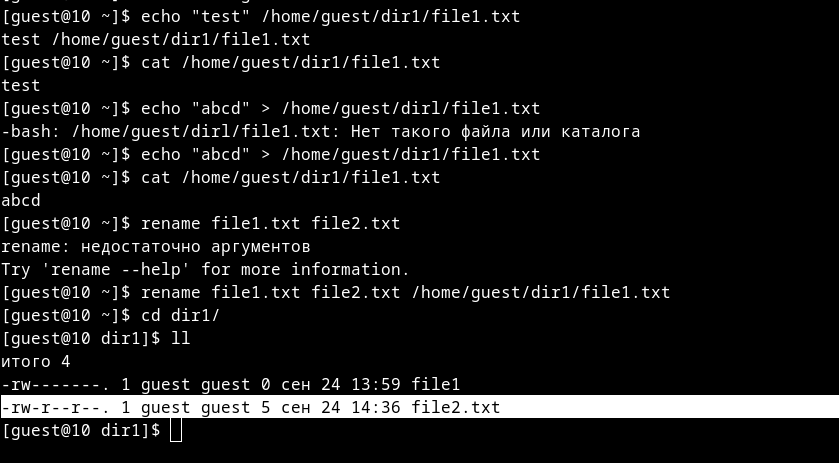 [guest@10 ~]$ echo "test" /home/guest/dir1/file1.txt
test /home/guest/dir1/file1.txt
[guest@10 ~]$ cat /home/guest/dir1/file1.txt
test
[guest@10 ~]$ echo "abcd" > /home/guest/dirl/file1.txt
-bash: /home/guest/dirl/file1.txt: Нет такого файла или каталога
[guest@10 ~]$ echo "abcd" > /home/guest/dir1/file1.txt
[guest@10 ~]$ cat /home/guest/dir1/file1.txt
abcd
[guest@10 ~]$ rename file1.txt file2.txt
rename: недостаточно аргументов
Try 'rename --help' for more information.
[guest@10 ~]$ rename file1.txt file2.txt /home/guest/dir1/file1.txt
[guest@10 ~]$ cd dir1/
[guest@10 dir1]$ ll
итого 4
-rw-------. 1 guest guest 0 сен 24 13:59 file1
-rw-r--r--. 1 guest guest 5 сен 24 14:36 file2.txt
[guest@10 dir1]$